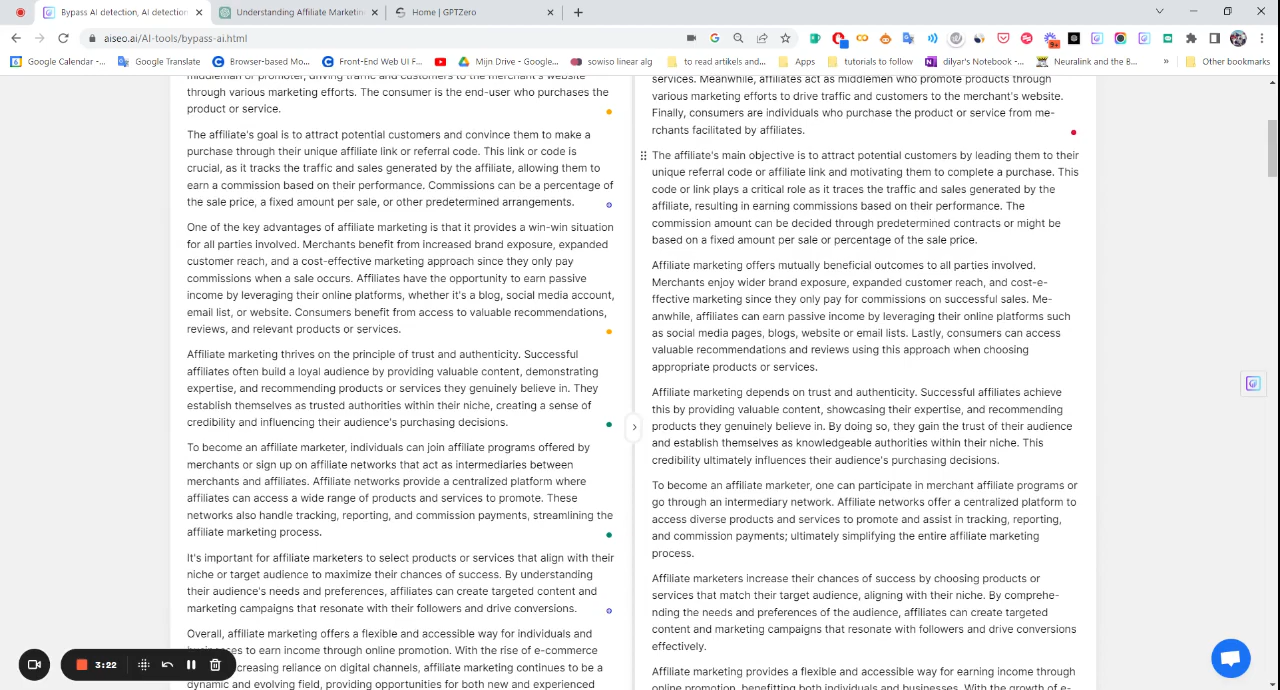 Bypass AI detection, AI detection
Understanding Affiliate Marketin
Home | GPTZero
aiseo.ai/AI-tools/bypass-ai.html
9+
Google Calendar -...
Google Translate
Browser-based Mo...
Front-End Web UI F...
Mijn Drive - Google...
sowiso linear alg
to read artikels and...
Apps
tutorials to follow
dilyar's Notebook -...
Neuralink and the B...
»
Other bookmarks
middleman or promoter, driving traffic and customers to the merchant's website
through various marketing efforts. The consumer is the end-user who purchases the
product or service.
The affiliate's goal is to attract potential customers and convince them to make a
purchase through their unique affiliate link or referral code. This link or code is
crucial, as it tracks the traffic and sales generated by the affiliate, allowing them to
earn a commission based on their performance. Commissions can be a percentage of
the sale price, a fixed amount per sale, or other predetermined arrangements.
One of the key advantages of affiliate marketing is that it provides a win-win situation
for all parties involved. Merchants benefit from increased brand exposure, expanded
customer reach, and a cost-effective marketing approach since they only pay
commissions when a sale occurs. Affiliates have the opportunity to earn passive
income by leveraging their online platforms, whether it's a blog, social media account,
email list, or website. Consumers benefit from access to valuable recommendations,
reviews, and relevant products or services.
Affiliate marketing thrives on the principle of trust and authenticity. Successful
affiliates often build a loyal audience by providing valuable content, demonstrating
expertise, and recommending products or services they genuinely believe in. They
establish themselves as trusted authorities within their niche, creating a sense of
credibility and influencing their audience's purchasing decisions.
To become an affiliate marketer, individuals can join affiliate programs offered by
merchants or sign up on affiliate networks that act as intermediaries between
merchants and affiliates. Affiliate networks provide a centralized platform where
affiliates can access a wide range of products and services to promote. These
networks also handle tracking, reporting, and commission payments, streamlining the
affiliate marketing process.
It's important for affiliate marketers to select products or services that align with their
niche or target audience to maximize their chances of success. By understanding
their audience's needs and preferences, affiliates can create targeted content and
marketing campaigns that resonate with their followers and drive conversions.
Overall, affiliate marketing offers a flexible and accessible way for individuals and
to earn income through online promotion. With the rise of e-commerce
reliance on digital channels, affiliate marketing continues to be a
dynamic and evolving field, providing opportunities for both new and experienced
services. Meanwhile, affiliates act as middlemen who promote products through
various marketing efforts to drive traffic and customers to the merchant's website.
Finally, consumers are individuals who purchase the product or service from me-
rchants facilitated by affiliates.
The affiliate's main objective is to attract potential customers by leading them to their
unique referral code or affiliate link and motivating them to complete a purchase. This
code or link plays a critical role as it traces the traffic and sales generated by the
affiliate, resulting in earning commissions based on their performance. The
commission amount can be decided through predetermined contracts or might be
based on a fixed amount per sale or percentage of the sale price.
Affiliate marketing offers mutually beneficial outcomes to all parties involved.
Merchants enjoy wider brand exposure, expanded customer reach, and cost-e-
ffective marketing since they only pay for commissions on successful sales. Me-
anwhile, affiliates can earn passive income by leveraging their online platforms such
as social media pages, blogs, website or email lists. Lastly, consumers can access
valuable recommendations and reviews using this approach when choosing
appropriate products or services.
Affiliate marketing depends on trust and authenticity. Successful affiliates achieve
this by providing valuable content, showcasing their expertise, and recommending
products they genuinely believe in. By doing so, they gain the trust of their audience
and establish themselves as knowledgeable authorities within their niche. This
credibility ultimately influences their audience's purchasing decisions.
To become an affiliate marketer, one can participate in merchant affiliate programs or
go through an intermediary network. Affiliate networks offer a centralized platform to
access diverse products and services to promote and assist in tracking, reporting,
and commission payments; ultimately simplifying the entire affiliate marketing
process.
Affiliate marketers increase their chances of success by choosing products or
services that match their target audience, aligning with their niche. By comprehe-
nding the needs and preferences of the audience, affiliates can create targeted
content and marketing campaigns that resonate with followers and drive conversions
effectively.
Affiliate marketing provides a flexible and accessible way for earning income through
online promotion, benefitting both individuals and businesses. With the growth of e-
3:22